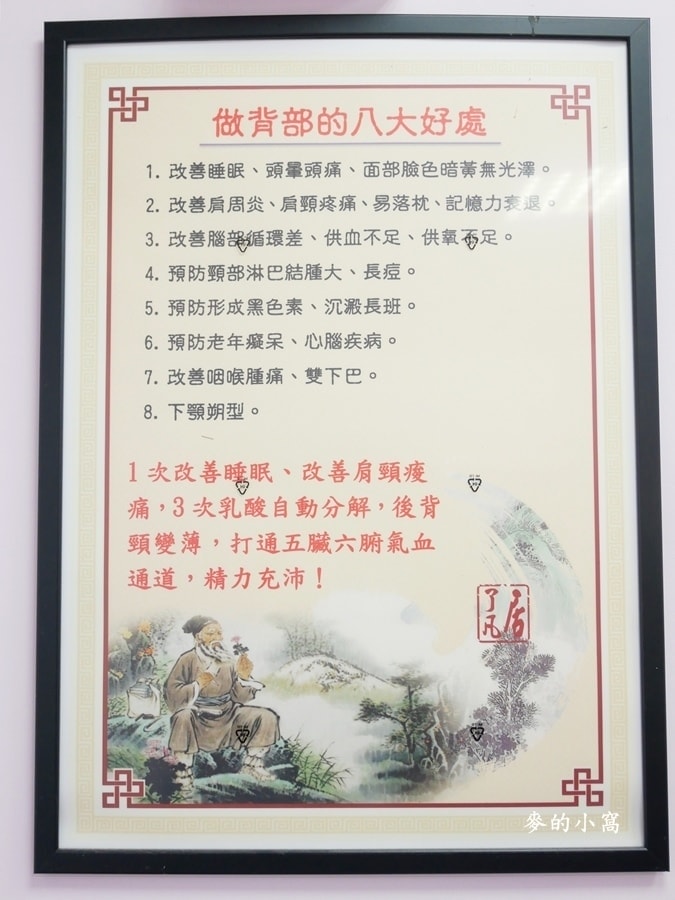 做背部的八大好處
1. 改善睡眠、頭暈頭痛、面部臉色暗黃無光澤。
2. 改善肩周炎、肩頸疼痛、易落枕、記憶力衰退。
3. 改善腦部循環差、供血不足、供氧不足。
4. 預防頸部淋巴結腫大、長痘。
5. 預防形成黑色素、沉澱長班。
6. 預防老年癡呆、心腦疾病。
7. 改善咽喉腫痛、雙下巴。
8. 下顎朔型。
1次改善睡眠、改善肩頸痠
痛，3次乳酸自動分解，後背
頸變薄，打通五臟六腑氣血
通道，精力充沛！
了凡居
麥的小窩